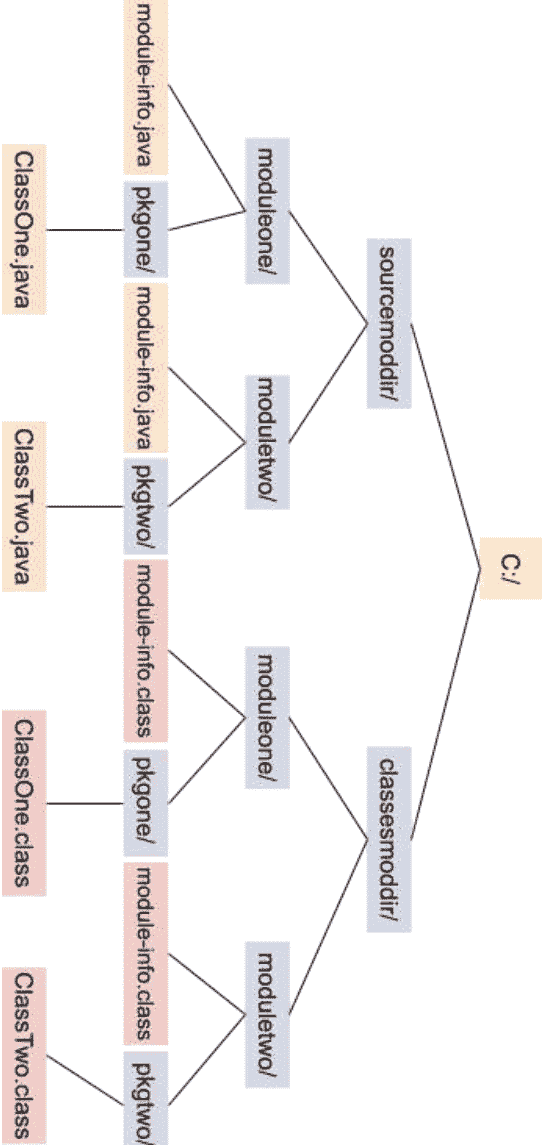 C:/
sourcemoddir/
classesmoddir/
moduleone/
moduletwo/
moduleone/
moduletwo/
module-info.java
pkgone/
module-info.java
pkgtwo/
module-info.class
pkgone/
module-info.class
pkgtwo/
ClassOne.java
ClassTwo.java
ClassOne.class
ClassTwo.class